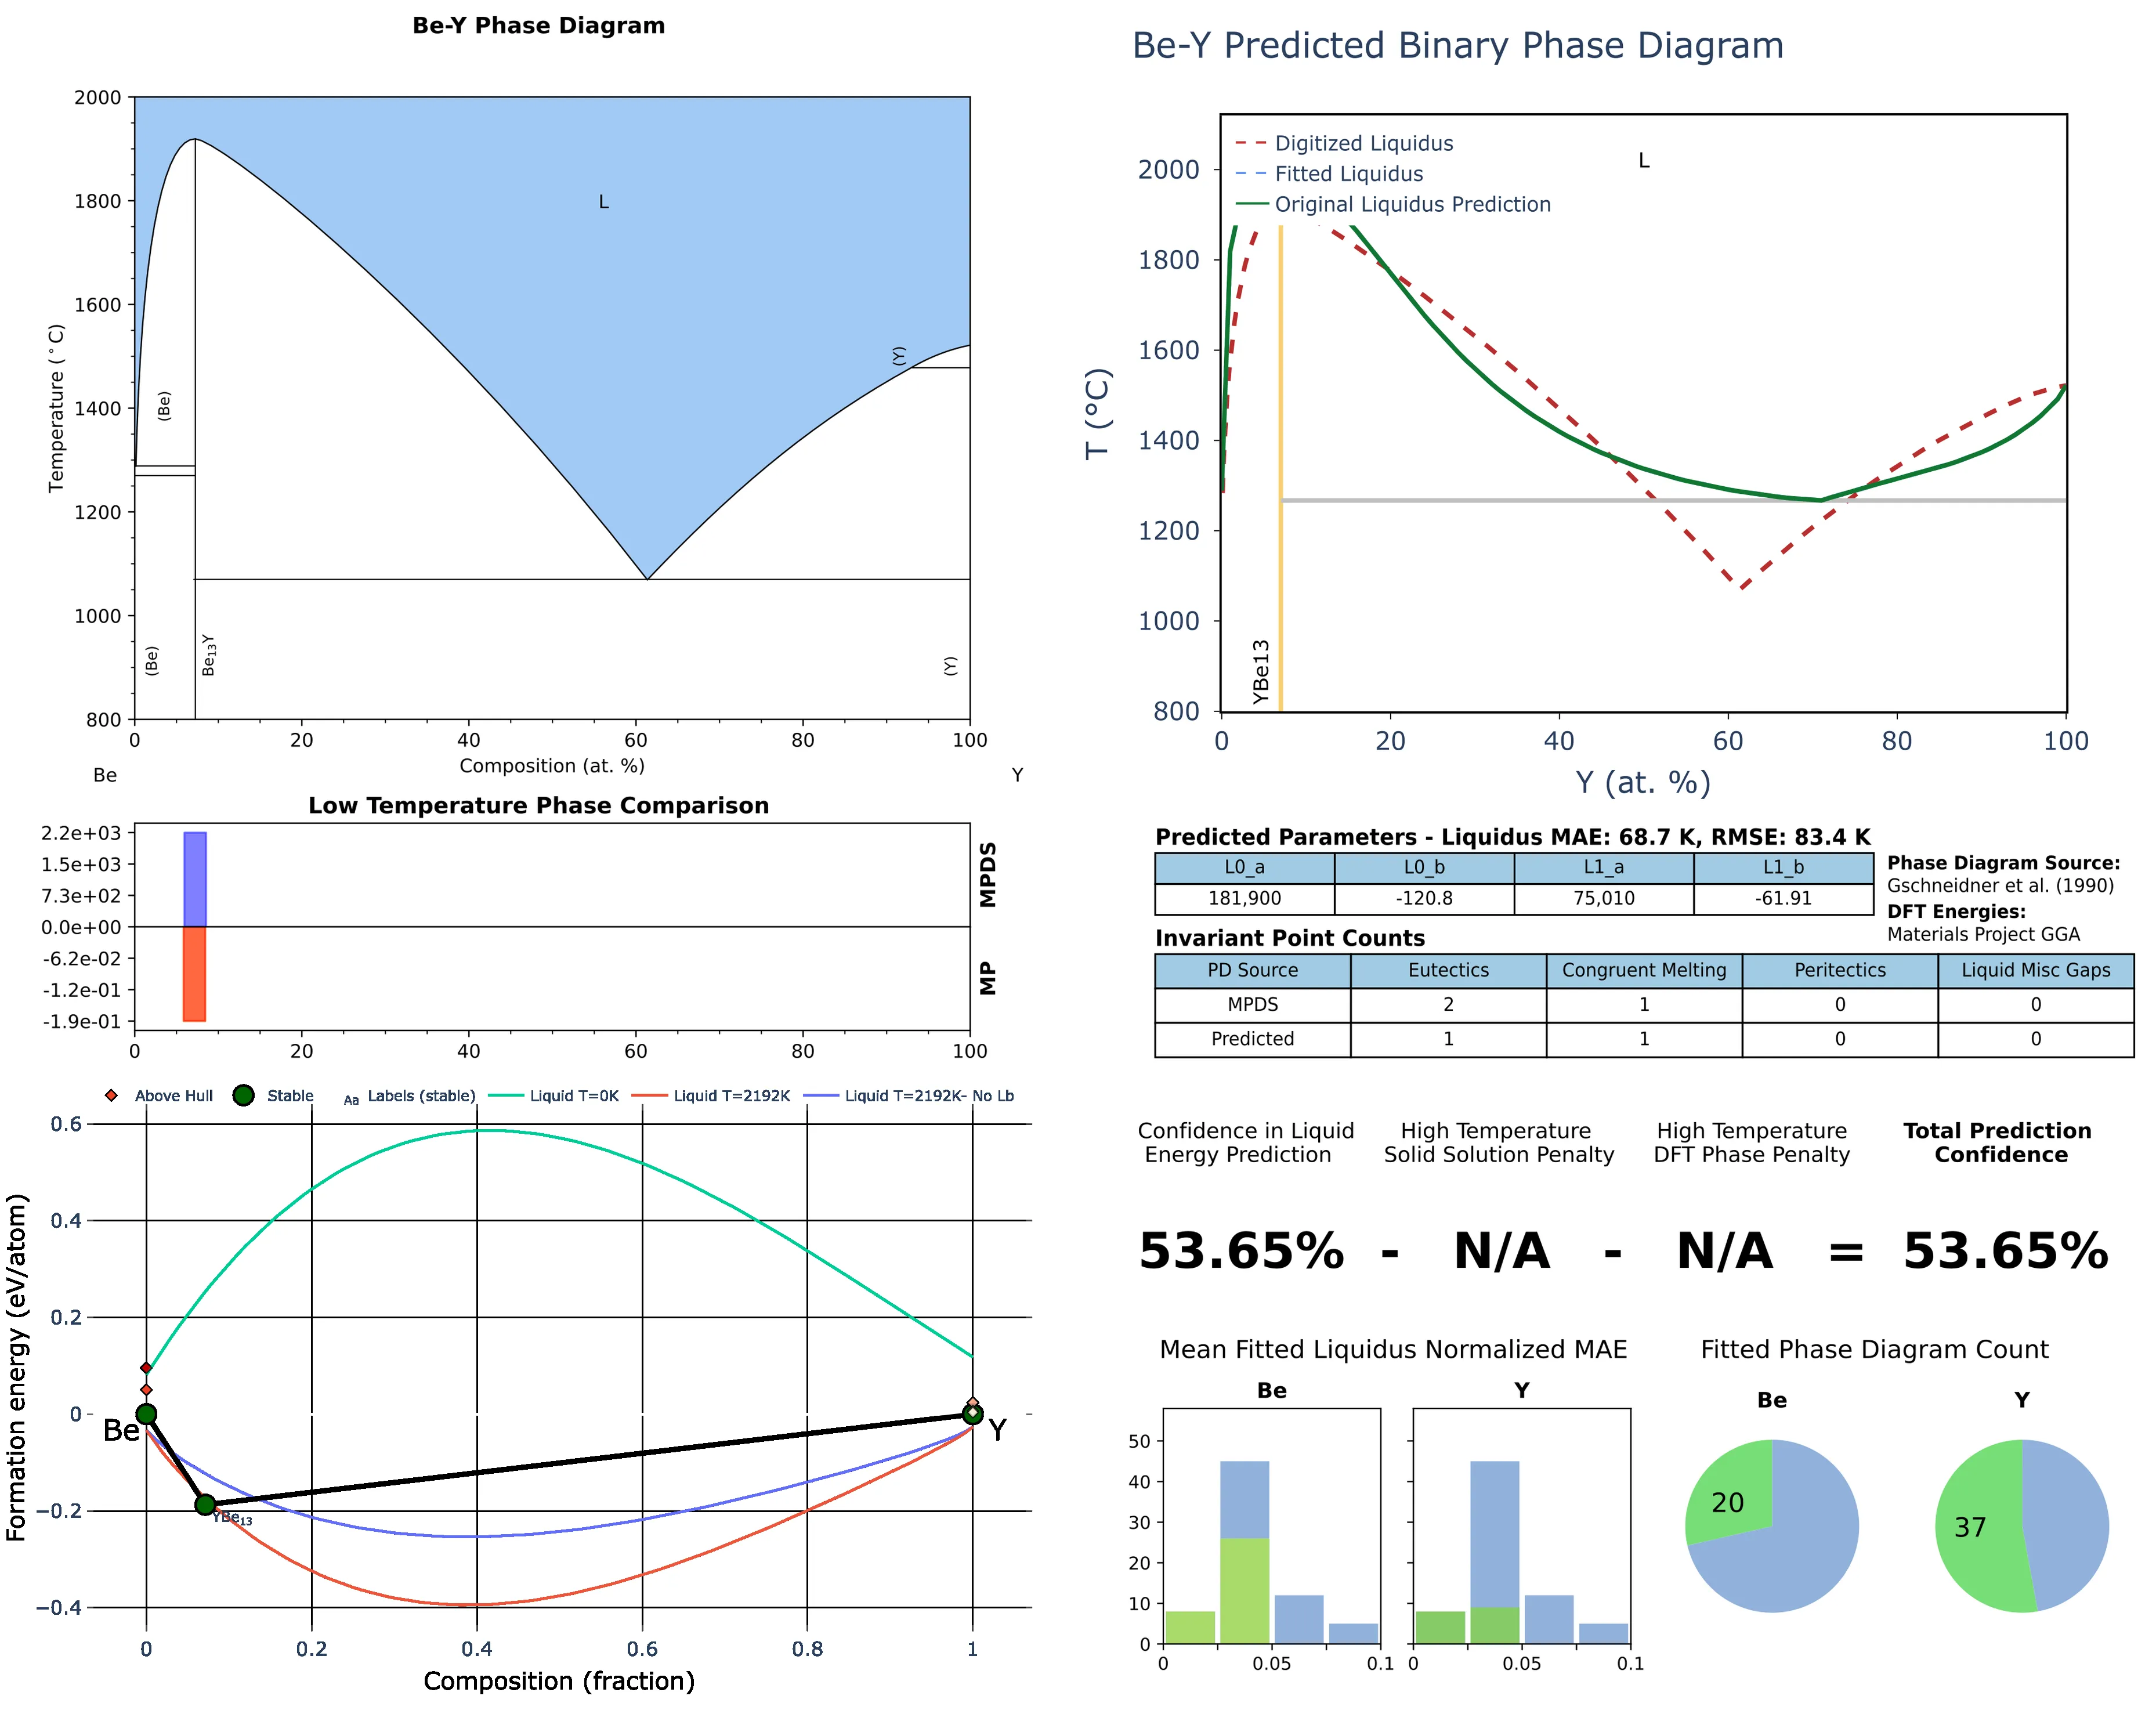 Be-Y Phase Diagram
2000
1800
1600
1400
1200
1000
800
Temperature (°C)
L
(Be)
(Y)
(Be)
Be₁₃Y
(Y)
0 20 40 60 80 100
Composition (at. %)
Be Y
Be-Y Predicted Binary Phase Diagram
Digitized Liquidus
Fitted Liquidus
Original Liquidus Prediction
L
2000
1800
1600
1400
1200
1000
800
T (°C)
YBe13
0 20 40 60 80 100
Y (at. %)
Low Temperature Phase Comparison
2.2e+03
1.5e+03
7.3e+02
0.0e+00
-6.2e-02
-1.2e-01
-1.9e-01
MPDS
MP
0 20 40 60 80 100
Predicted Parameters - Liquidus MAE: 68.7 K, RMSE: 83.4 K
L0_a L0_b L1_a L1_b
181,900 -120.8 75,010 -61.91
Phase Diagram Source:
Gschneidner et al. (1990)
DFT Energies:
Materials Project GGA
Invariant Point Counts
PD Source Eutectics Congruent Melting Peritectics Liquid Misc Gaps
MPDS 2 1 0 0
Predicted 1 1 0 0
Above Hull Stable Aa Labels (stable) Liquid T=0K Liquid T=2192K Liquid T=2192K- No Lb
0.6
0.4
0.2
0
−0.2
−0.4
Formation energy (eV/atom)
Be
Y
YBe₁₃
0 0.2 0.4 0.6 0.8 1
Composition (fraction)
Confidence in Liquid
Energy Prediction
High Temperature
Solid Solution Penalty
High Temperature
DFT Phase Penalty
Total Prediction
Confidence
53.65% - N/A - N/A = 53.65%
Mean Fitted Liquidus Normalized MAE
Be
Y
50
40
30
20
10
0
0 0.05 0.1
0 0.05 0.1
Fitted Phase Diagram Count
Be
Y
20
37